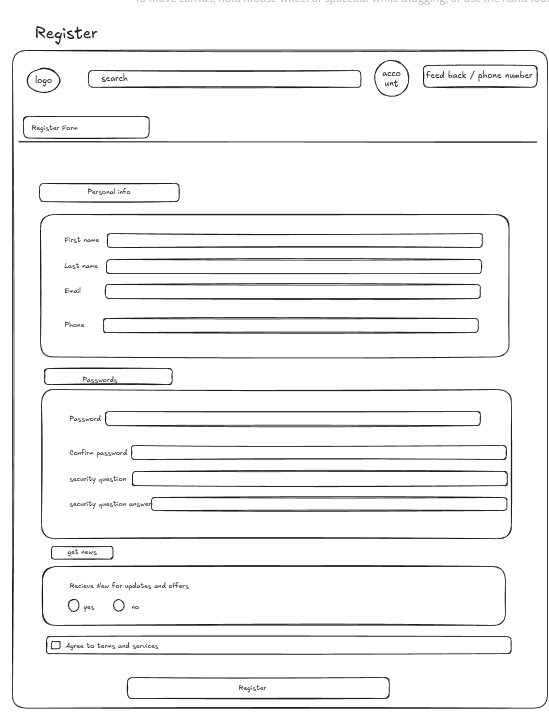 To move canvas, hold mouse wheel or spacebar while dragging, or use the hand tool
Register
logo
search
acco
unt
feed back / phone number
Register Form
Personal info
First name
Last name
Email
Phone
Passwords
Password
Confirm password
security question
security question answer
get news
Recieve New for updates and offers
yes
no
Agree to terms and services
Register